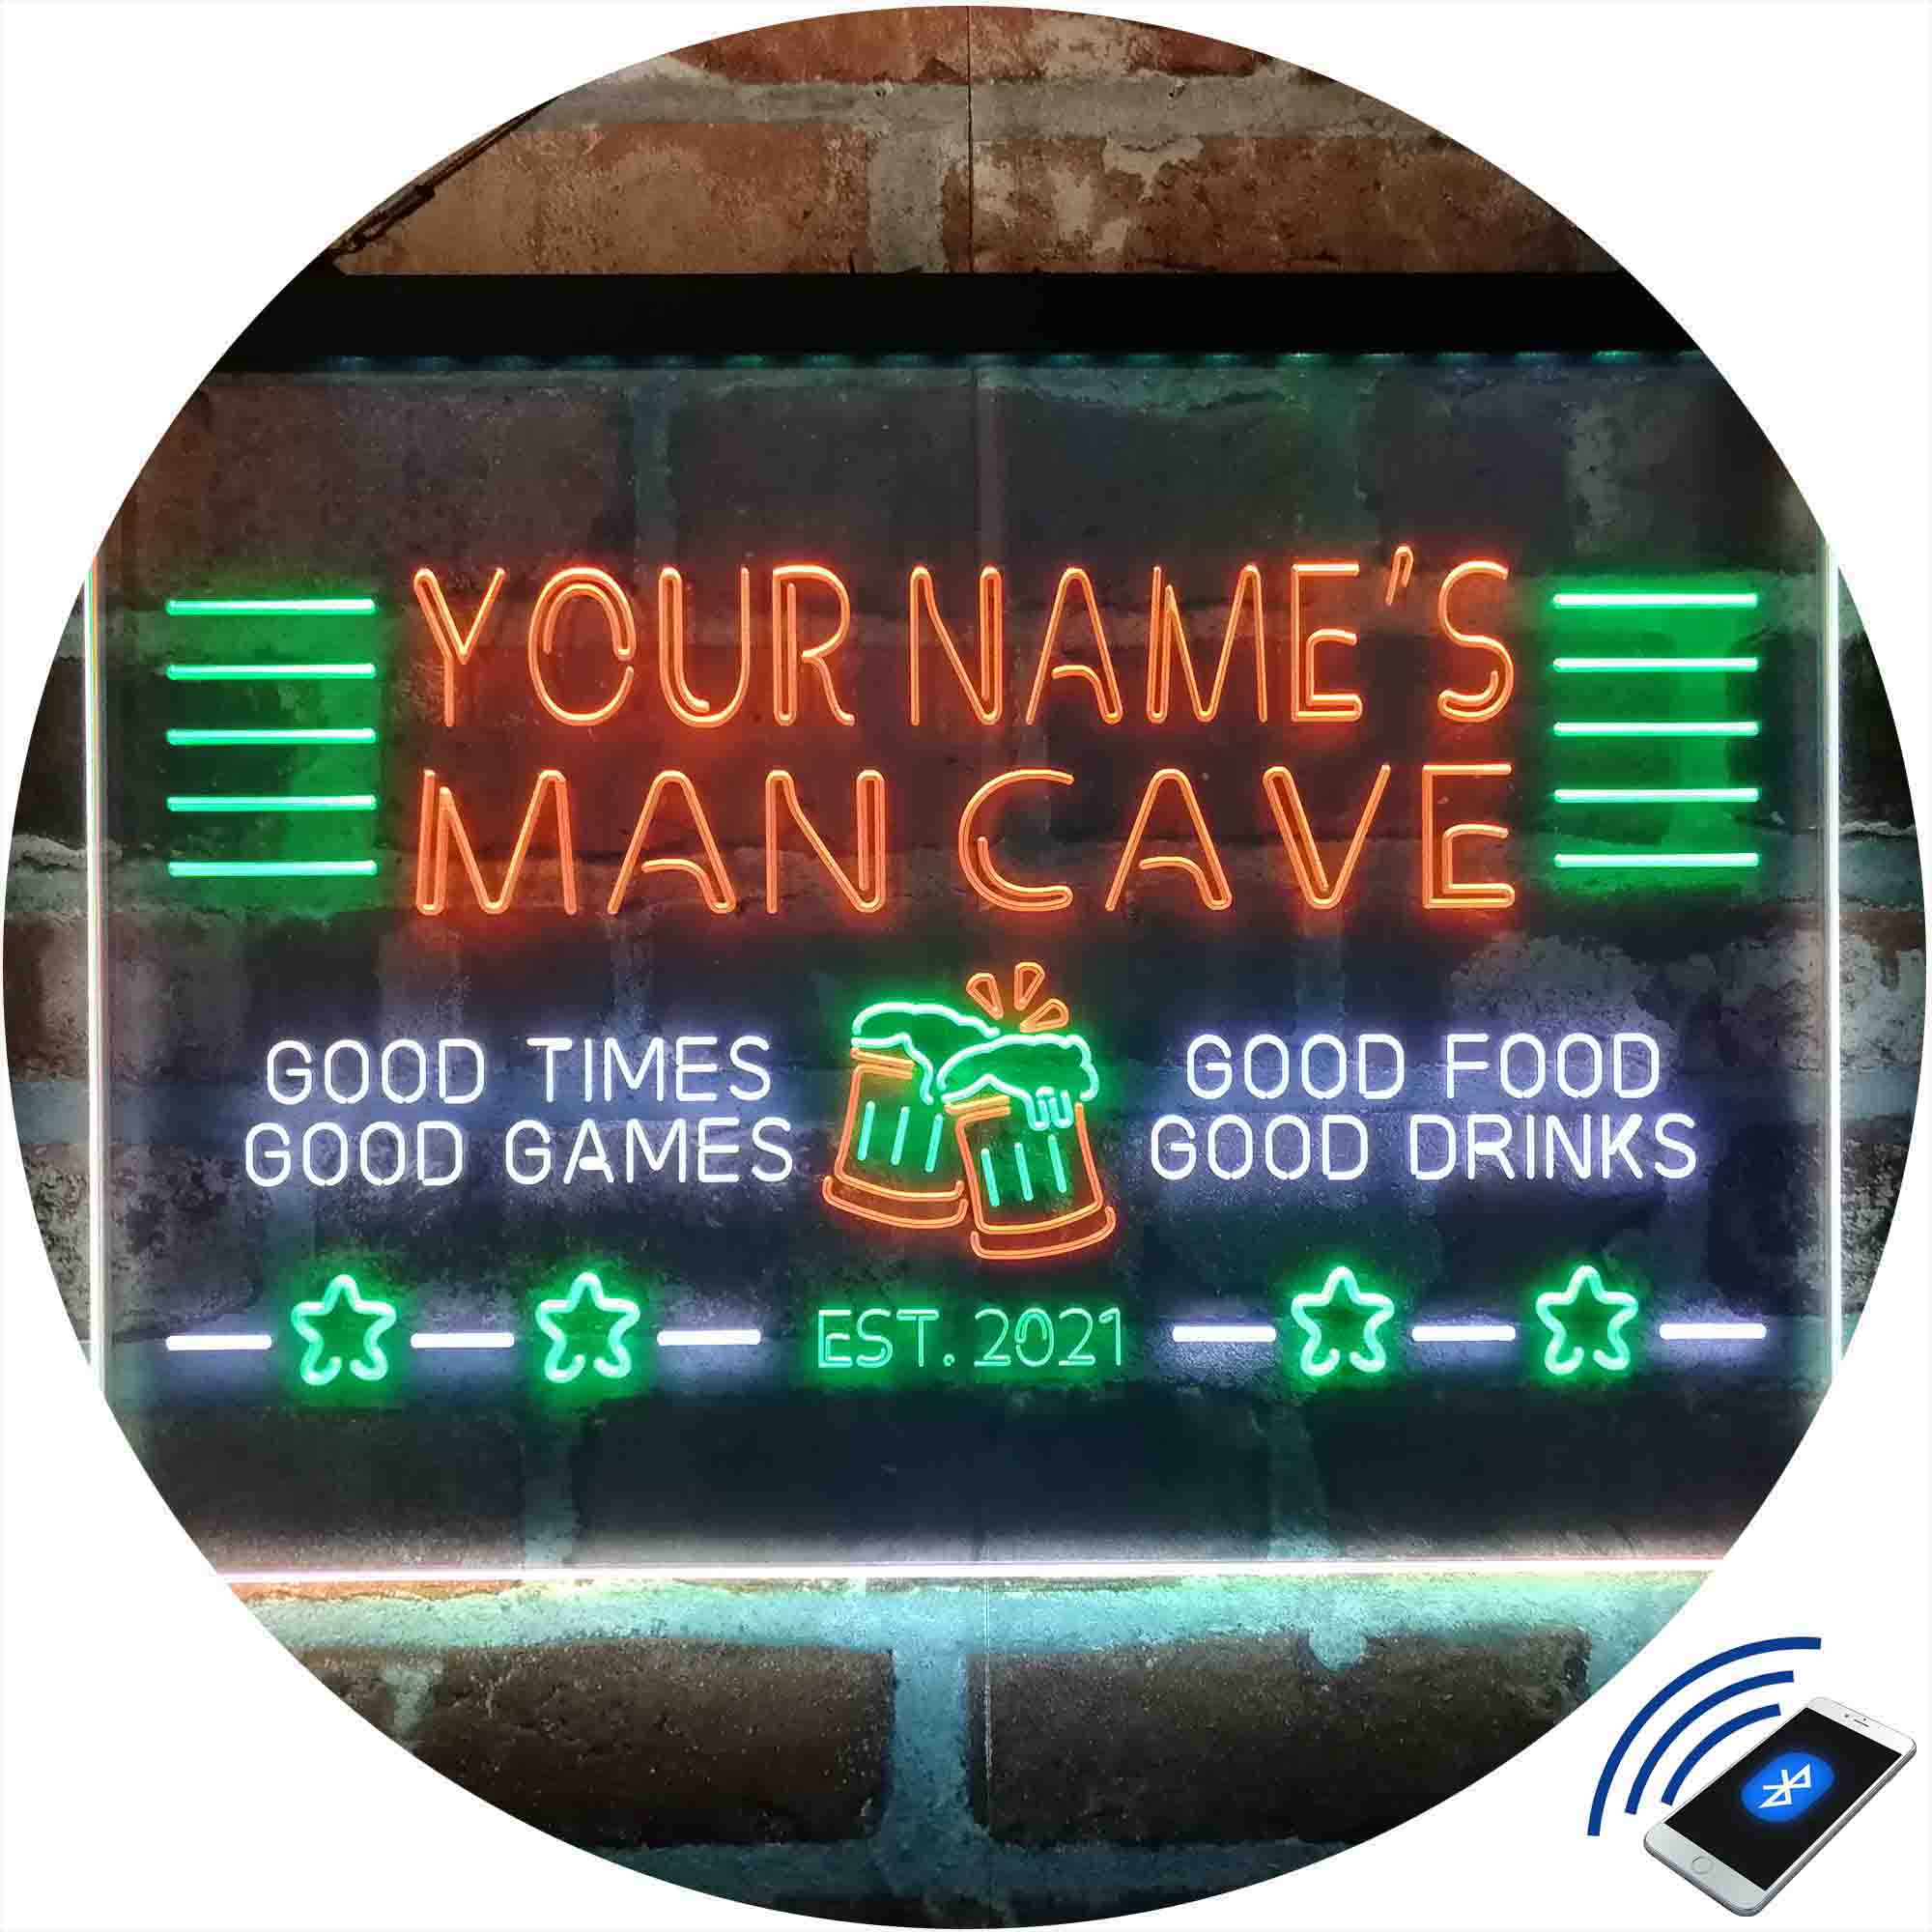 YOUR NAME'S
MAN CAVE
GOOD TIMES
GOOD GAMES
GOOD FOOD
GOOD DRINKS
EST. 2021